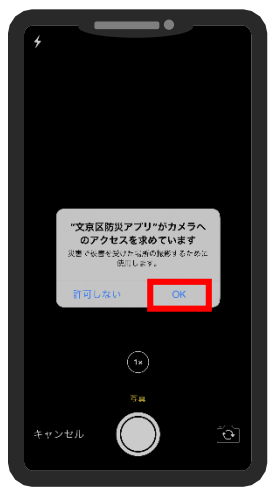 "文京区防災アプリ"がカメラへ
のアクセスを求めています
災害で被害を受けた場所の撮影するために
使用します。
許可しない OK
1×
写真
キャンセル